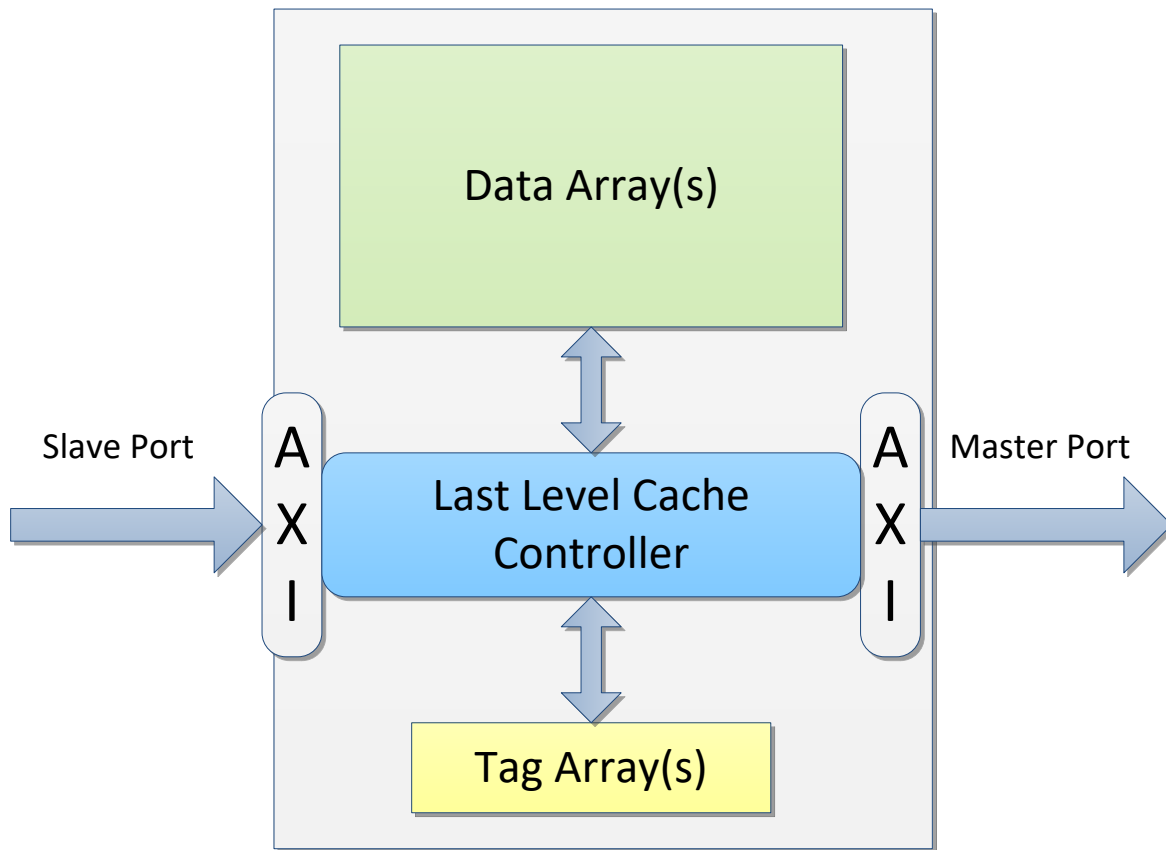 Data Array(s)
Slave Port
A
X
I
Last Level Cache
Controller
A
X
I
Master Port
Tag Array(s)